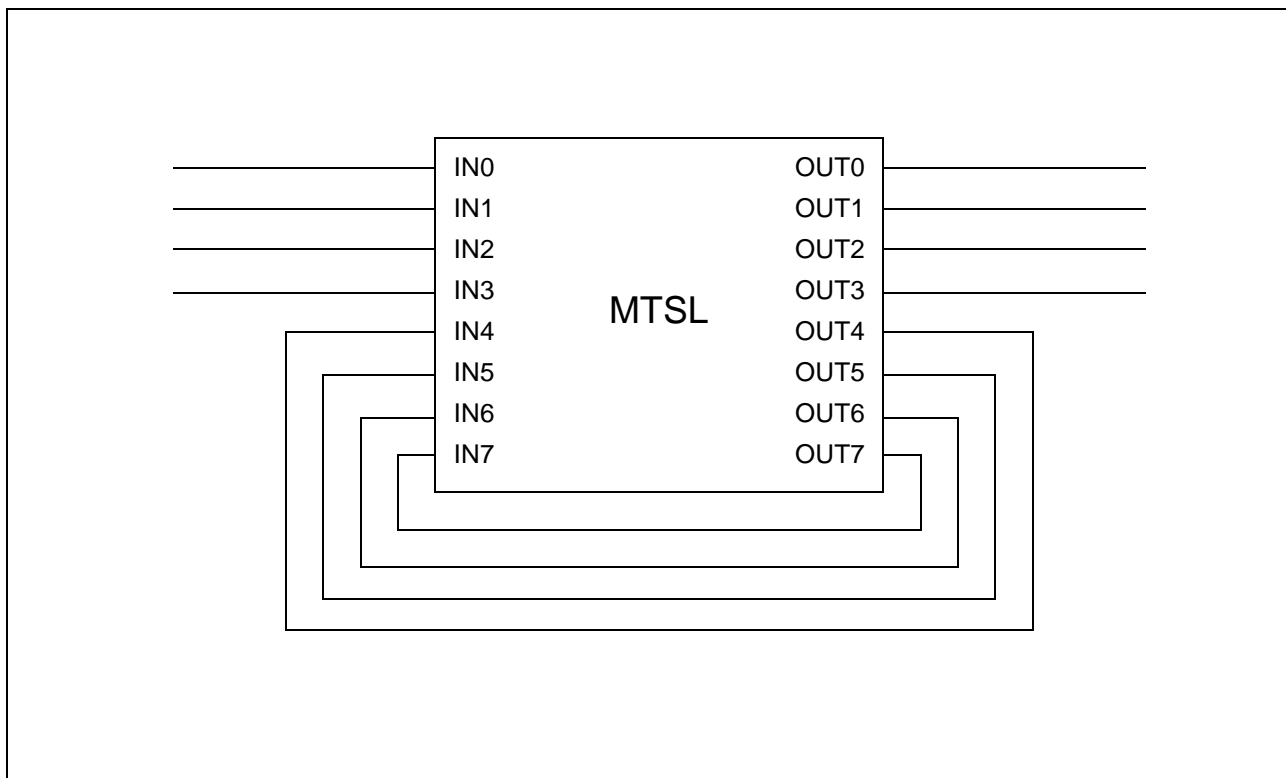 IN0 OUT0
IN1 OUT1
IN2 OUT2
IN3 OUT3
MTSL
IN4 OUT4
IN5 OUT5
IN6 OUT6
IN7 OUT7